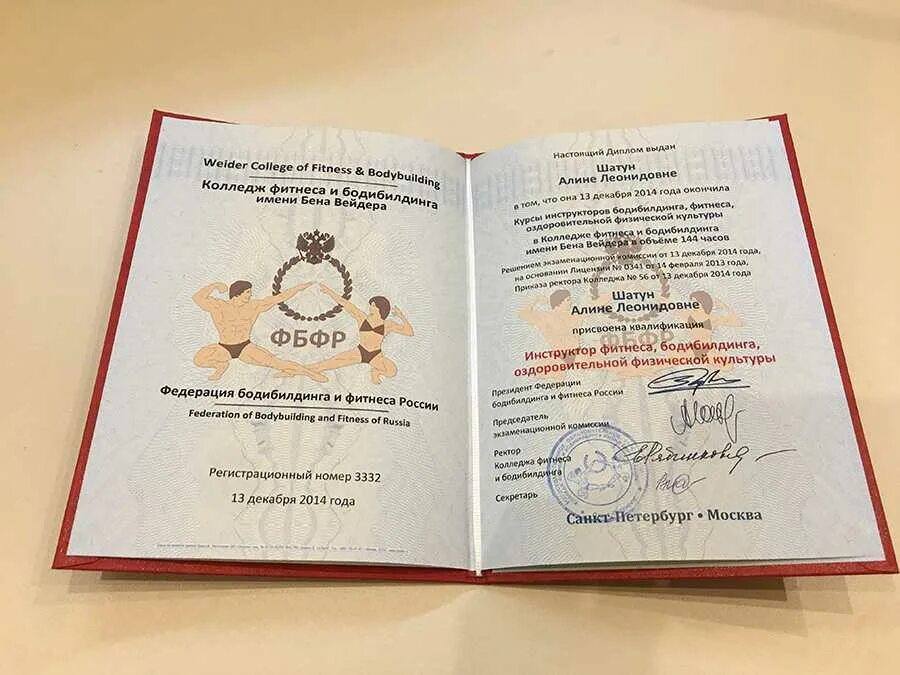 Weider College of Fitness & Bodybuilding
Колледж фитнеса и бодибилдинга
имени Бена Вейдера
ФБФР
Федерация бодибилдинга и фитнеса России
Federation of Bodybuilding and Fitness of Russia
Регистрационный номер 3332
13 декабря 2014 года
Настоящий Диплом выдан
Шатун
Алине Леонидовне
в том, что она 13 декабря 2014 года окончила
Курсы инструкторов бодибилдинга, фитнеса,
оздоровительной физической культуры
в Колледже фитнеса и бодибилдинга
имени Бена Вейдера в объёме 144 часов
Решением экзаменационной комиссии от 13 декабря 2014 года,
на основании Лицензии № 0341 от 14 февраля 2013 года,
Приказа ректора Колледжа № 56 от 13 декабря 2014 года
Шатун
Алине Леонидовне
присвоена квалификация
ФБФР
Инструктор фитнеса, бодибилдинга,
оздоровительной физической культуры
Президент Федерации
бодибилдинга и фитнеса России
Председатель
экзаменационной комиссии
Ректор
Колледжа фитнеса
и бодибилдинга
Секретарь
Санкт-Петербург • Москва